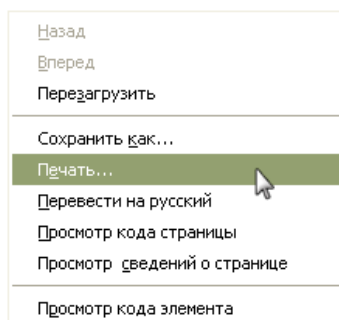 Назад
Вперед
Перезагрузить
Сохранить как...
Печать...
Перевести на русский
Просмотр кода страницы
Просмотр сведений о странице
Просмотр кода элемента